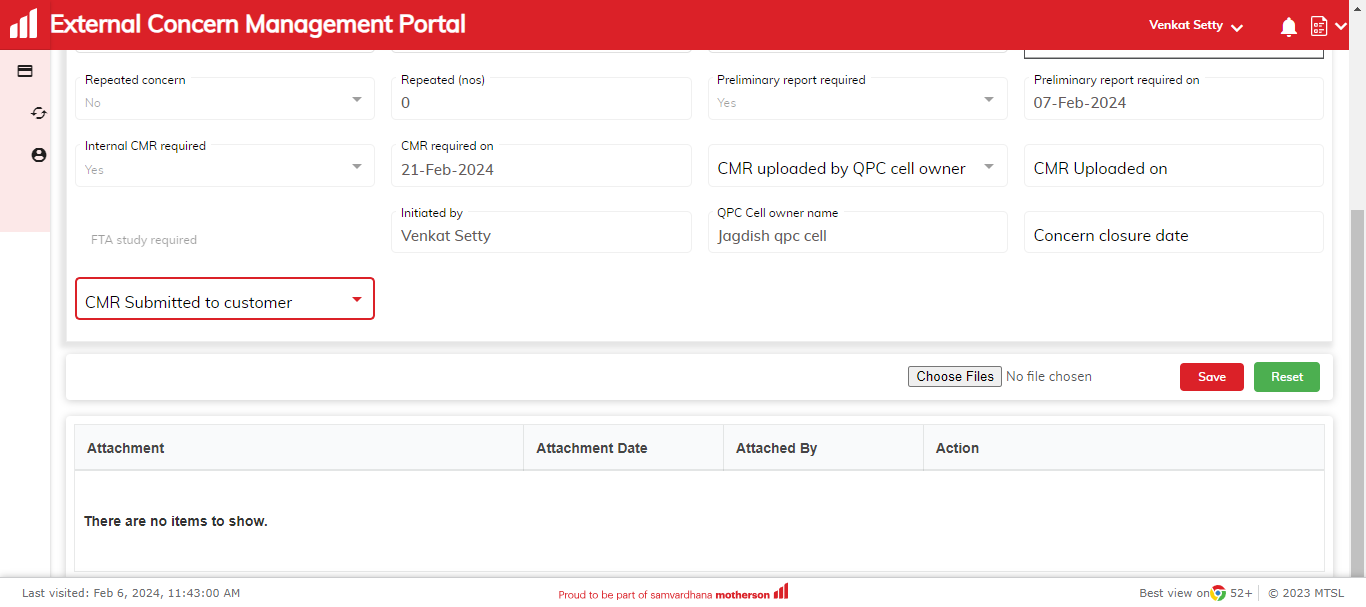 External Concern Management Portal
Venkat Setty
Repeated concern
No
Repeated (nos)
0
Preliminary report required
Yes
Preliminary report required on
07-Feb-2024
Internal CMR required
Yes
CMR required on
21-Feb-2024
CMR uploaded by QPC cell owner
CMR Uploaded on
FTA study required
Initiated by
Venkat Setty
QPC Cell owner name
Jagdish qpc cell
Concern closure date
CMR Submitted to customer
Choose Files No file chosen
Save
Reset
Attachment
Attachment Date
Attached By
Action
There are no items to show.
Last visited: Feb 6, 2024, 11:43:00 AM
Proud to be part of samvardhana motherson
Best view on 52+
© 2023 MTSL